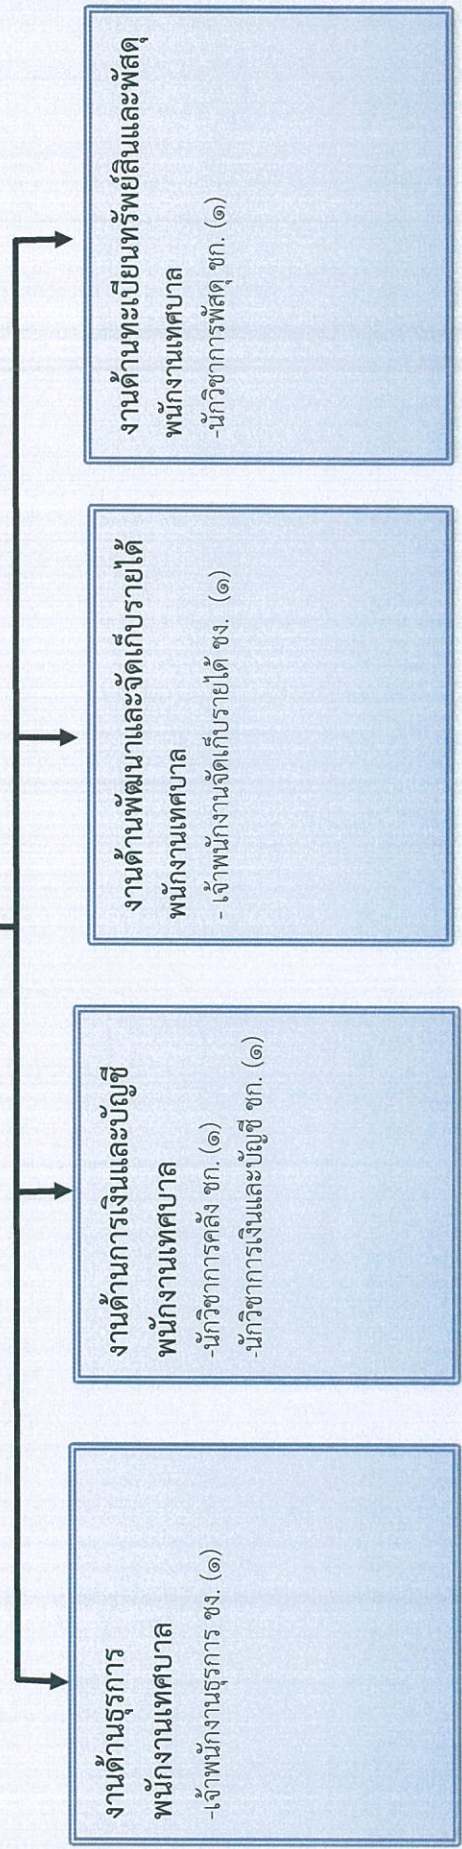 งานด้านธุรการ
พนักงานเทศบาล
-เจ้าพนักงานธุรการ ชง. (๑)
งานด้านการเงินและบัญชี
พนักงานเทศบาล
-นักวิชาการคลัง ชก. (๑)
-นักวิชาการเงินและบัญชี ชก. (๑)
งานด้านพัฒนาและจัดเก็บรายได้
พนักงานเทศบาล
- เจ้าพนักงานจัดเก็บรายได้ ชง. (๑)
งานด้านทะเบียนทรัพย์สินและพัสดุ
พนักงานเทศบาล
-นักวิชาการพัสดุ ชก. (๑)